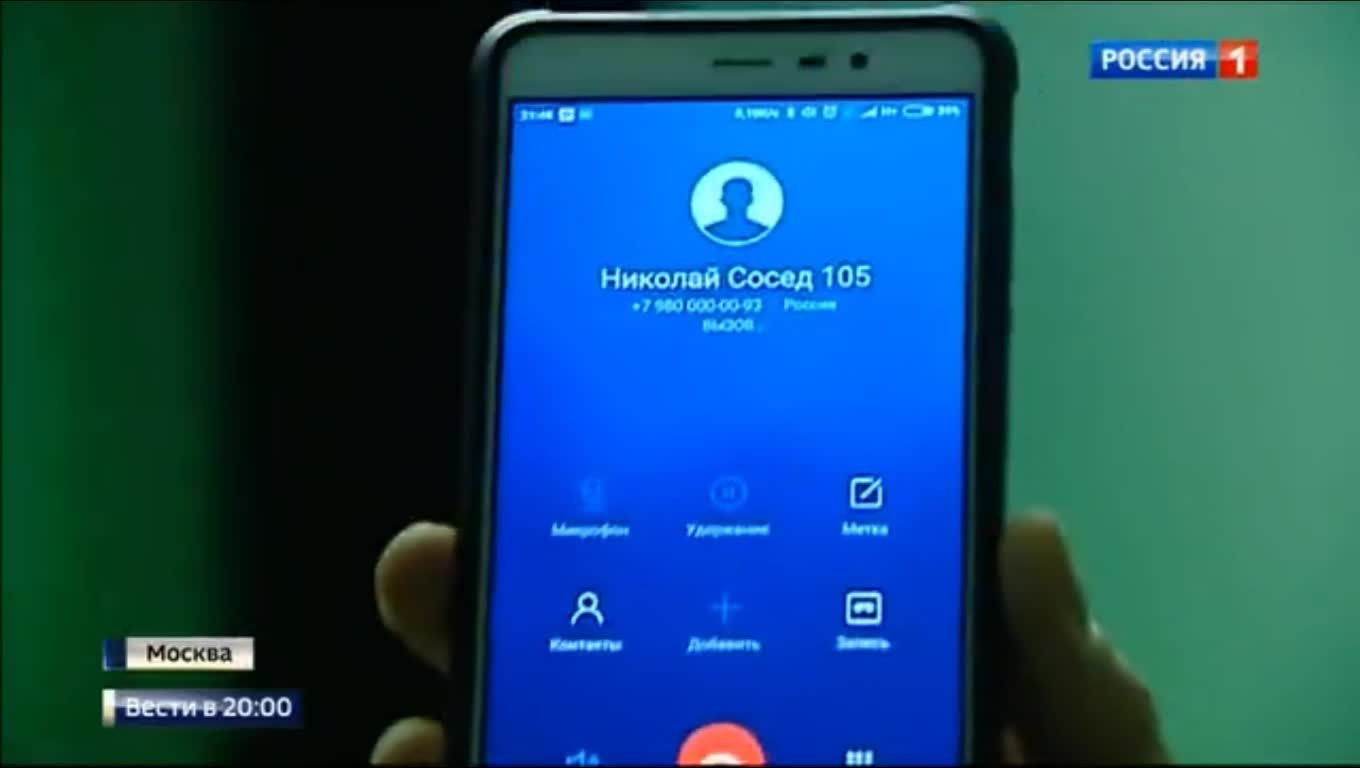 РОССИЯ 1
Николай Сосед 105
+7 980 000-00-93 Россия
ВЫЗОВ...
Микрофон Удержание Метка
Контакты Добавить Запись
Москва
Вести в 20:00